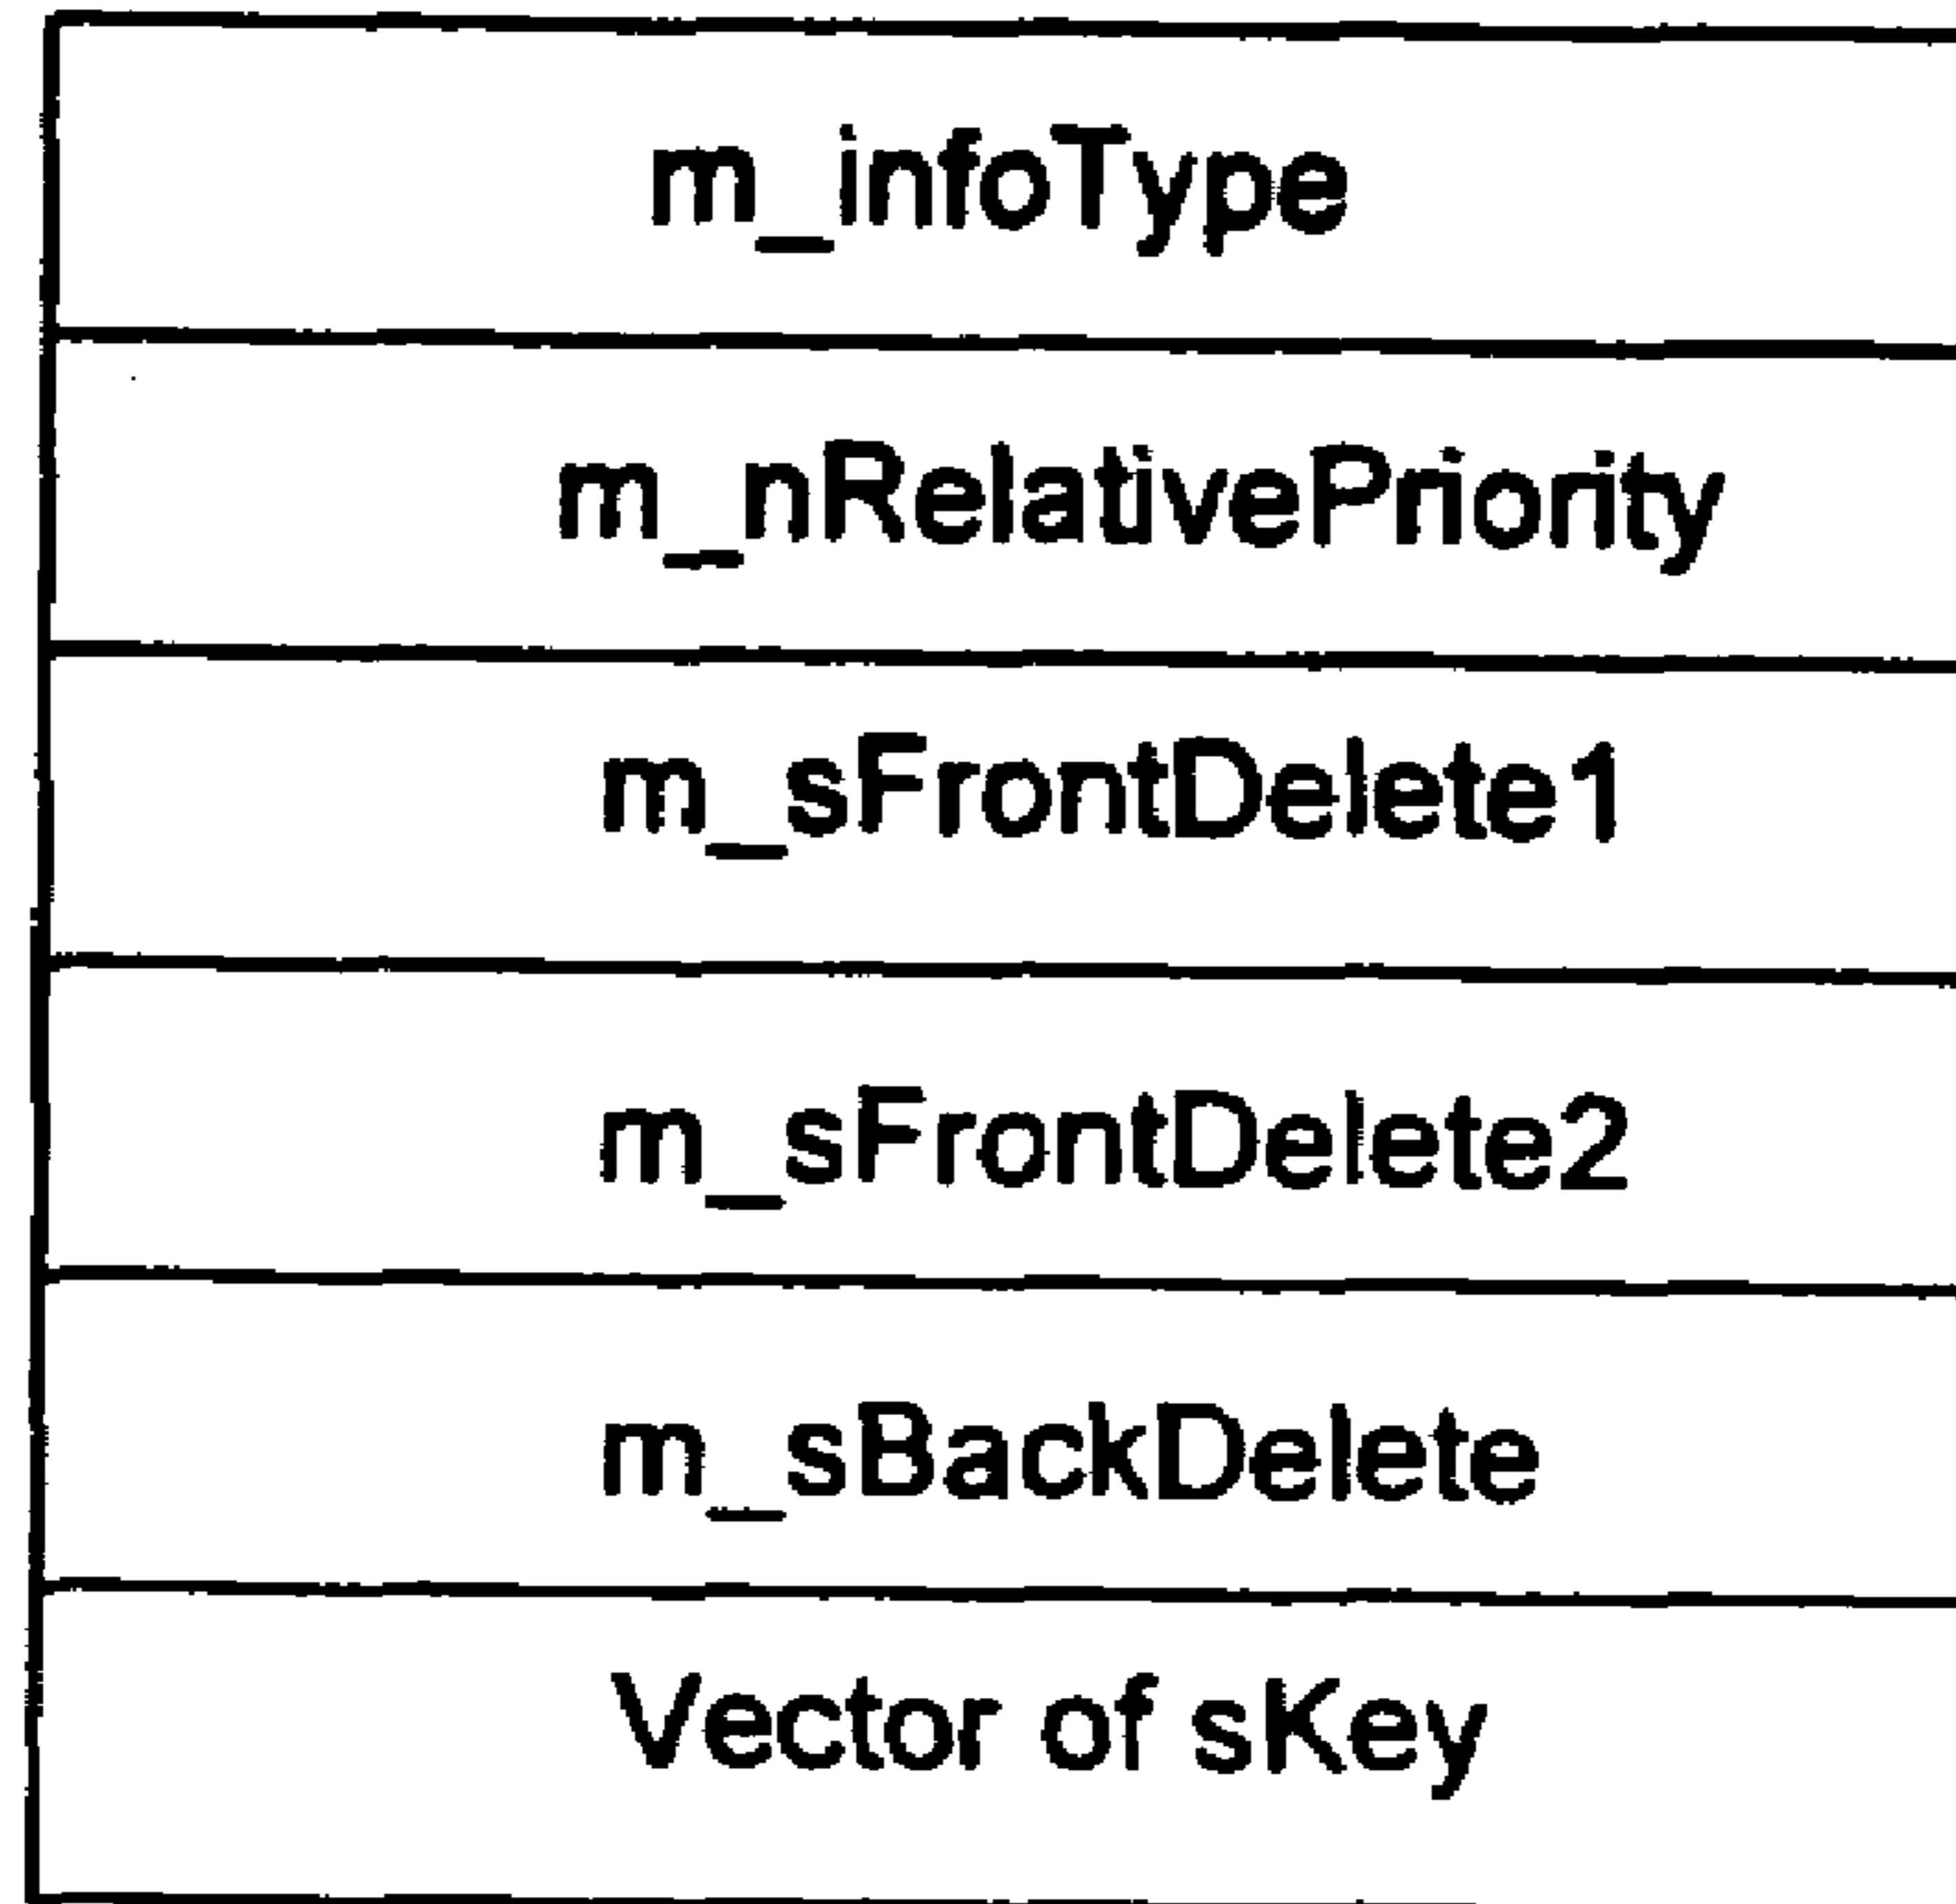 m_infoType
m_nRelativePriority
m_sFrontDelete1
m_sFrontDelete2
m_sBackDelete
Vector of sKey